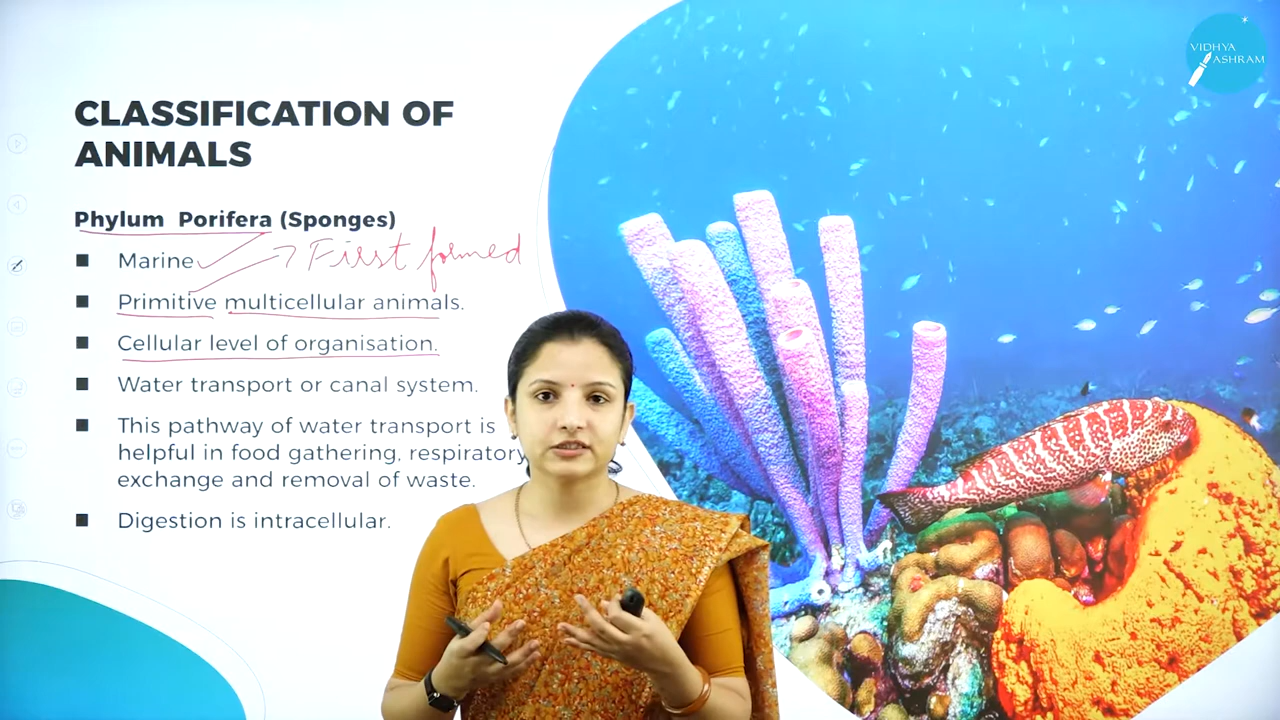 VIDHYA
ASHRAM
CLASSIFICATION OF
ANIMALS
Phylum Porifera (Sponges)
■ Marine
First formed
■ Primitive multicellular animals.
■ Cellular level of organisation.
■ Water transport or canal system.
■ This pathway of water transport is
helpful in food gathering, respiratory
exchange and removal of waste.
■ Digestion is intracellular.